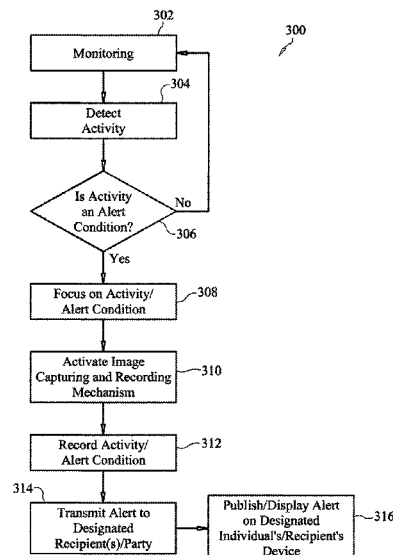 302
300
Monitoring
304
Detect
Activity
Is Activity
an Alert
Condition?
No
306
Yes
Focus on Activity/
Alert Condition
308
Activate Image
Capturing and Recording
Mechanism
310
Record Activity/
Alert Condition
312
314
Transmit Alert to
Designated
Recipient(s)/Party
Publish/Display Alert
on Designated
Individual's/Recipient's
Device
316